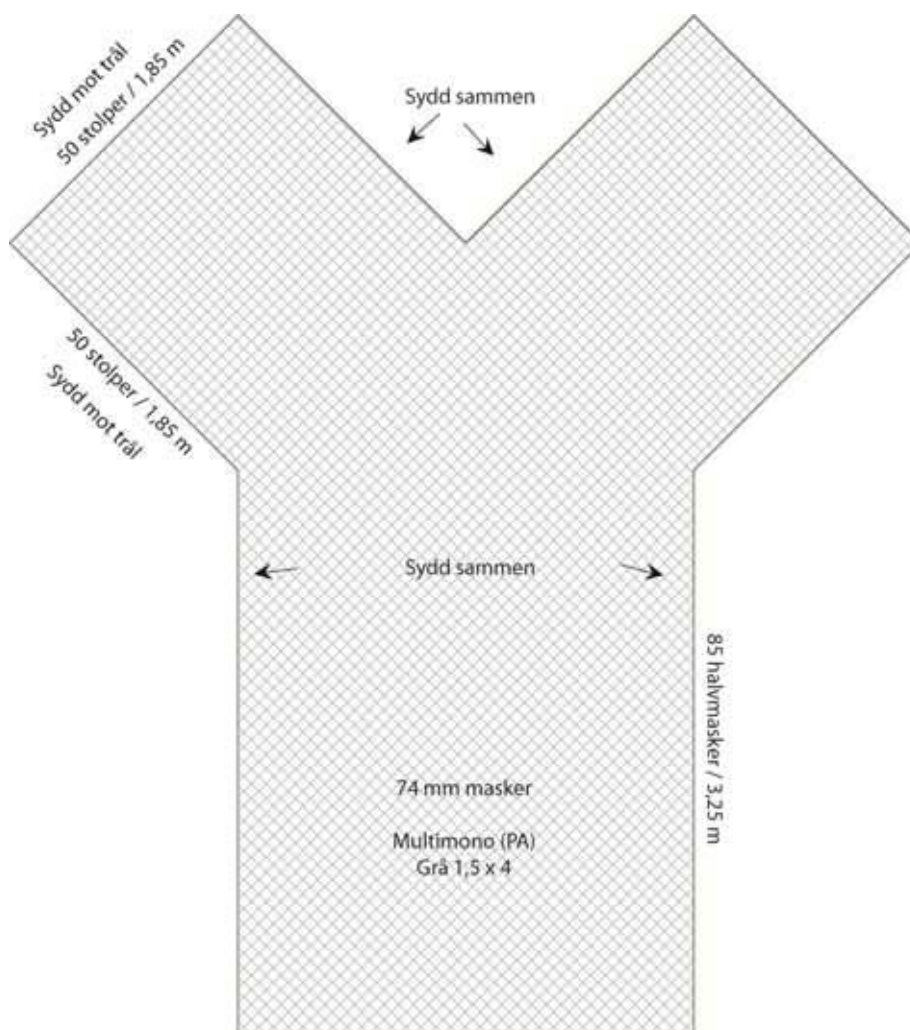 Sydd mot trål
50 stolper / 1,85 m
Sydd sammen
50 stolper / 1,85 m
Sydd mot trål
Sydd sammen
85 halvmasker / 3,25 m
74 mm masker
Multimono (PA)
Grå 1,5 x 4